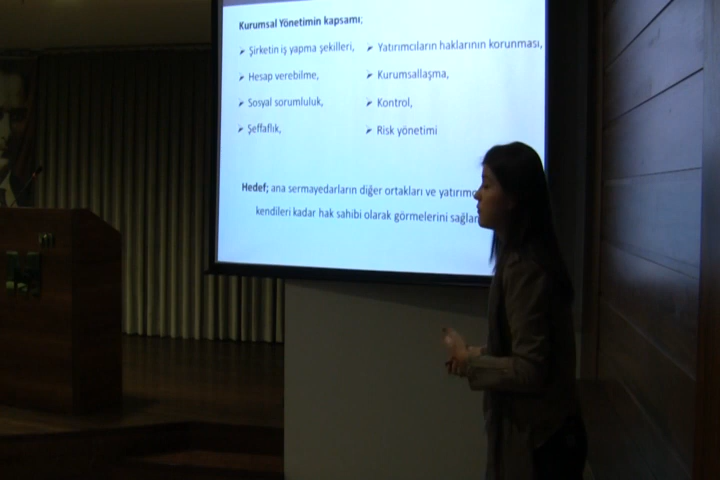 Kurumsal Yönetimin kapsamı;
➢ Şirketin iş yapma şekilleri,
➢ Hesap verebilme,
➢ Sosyal sorumluluk,
➢ Şeffaflık,
➢ Yatırımcıların haklarının korunması,
➢ Kurumsallaşma,
➢ Kontrol,
➢ Risk yönetimi
Hedef; ana sermayedarların diğer ortakları ve
kendileri kadar hak sahibi olarak görmelerini